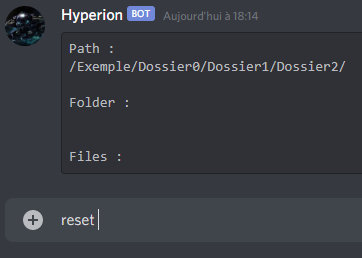 Hyperion BOT Aujourd'hui à 18:14
Path :
/Exemple/Dossier0/Dossier1/Dossier2/
Folder :
Files :
reset